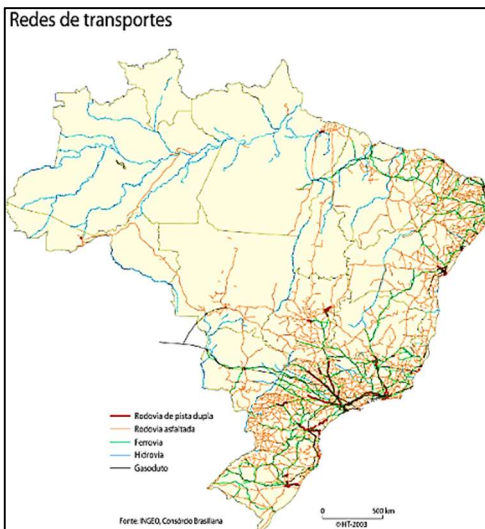 Redes de transportes
Rodovia de pista dupla
Rodovia asfaltada
Ferrovia
Hidrovia
Gasoduto
Fonte: INGEO, Consórcio Brasiliana
0 500 km
©HT-2003